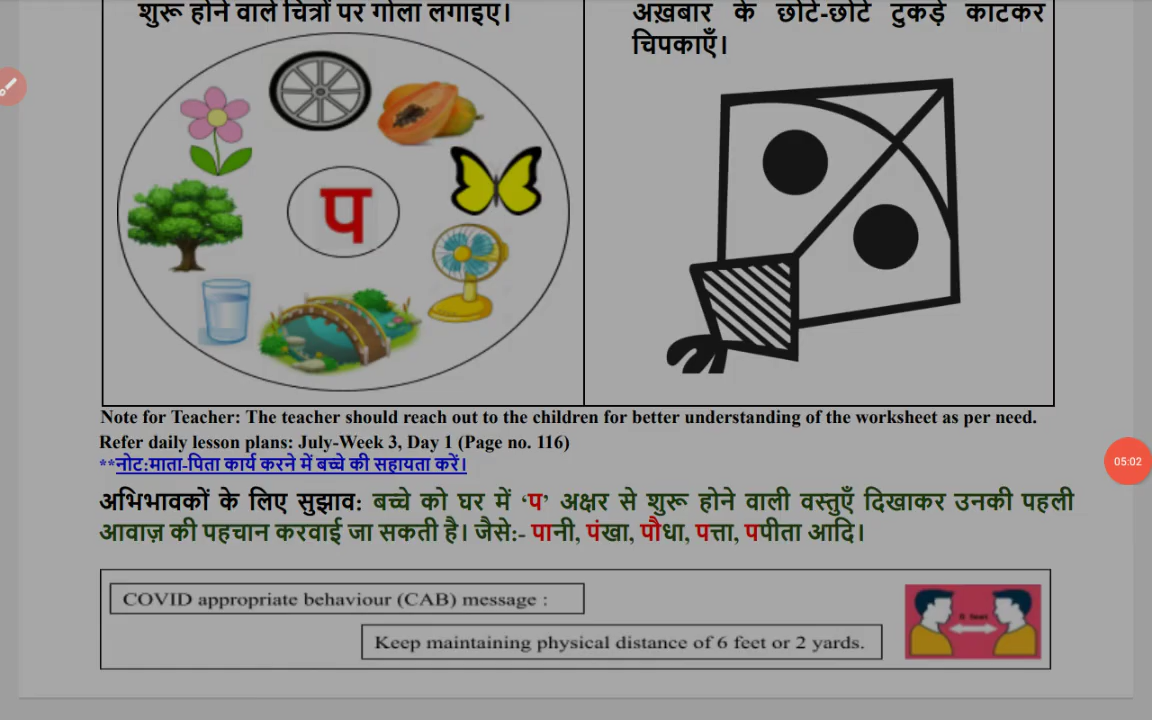 शुरू होने वाले चित्रों पर गोला लगाइए।
अख़बार के छोटे-छोटे टुकड़े काटकर
चिपकाएँ।
प
Note for Teacher: The teacher should reach out to the children for better understanding of the worksheet as per need.
Refer daily lesson plans: July-Week 3, Day 1 (Page no. 116)
**नोट:माता-पिता कार्य करने में बच्चे की सहायता करें।
अभिभावकों के लिए सुझाव: बच्चे को घर में ‘प’ अक्षर से शुरू होने वाली वस्तुएँ दिखाकर उनकी पहली
आवाज़ की पहचान करवाई जा सकती है। जैसे:- पानी, पंखा, पौधा, पत्ता, पपीता आदि।
COVID appropriate behaviour (CAB) message :
Keep maintaining physical distance of 6 feet or 2 yards.
6 feet
05:02